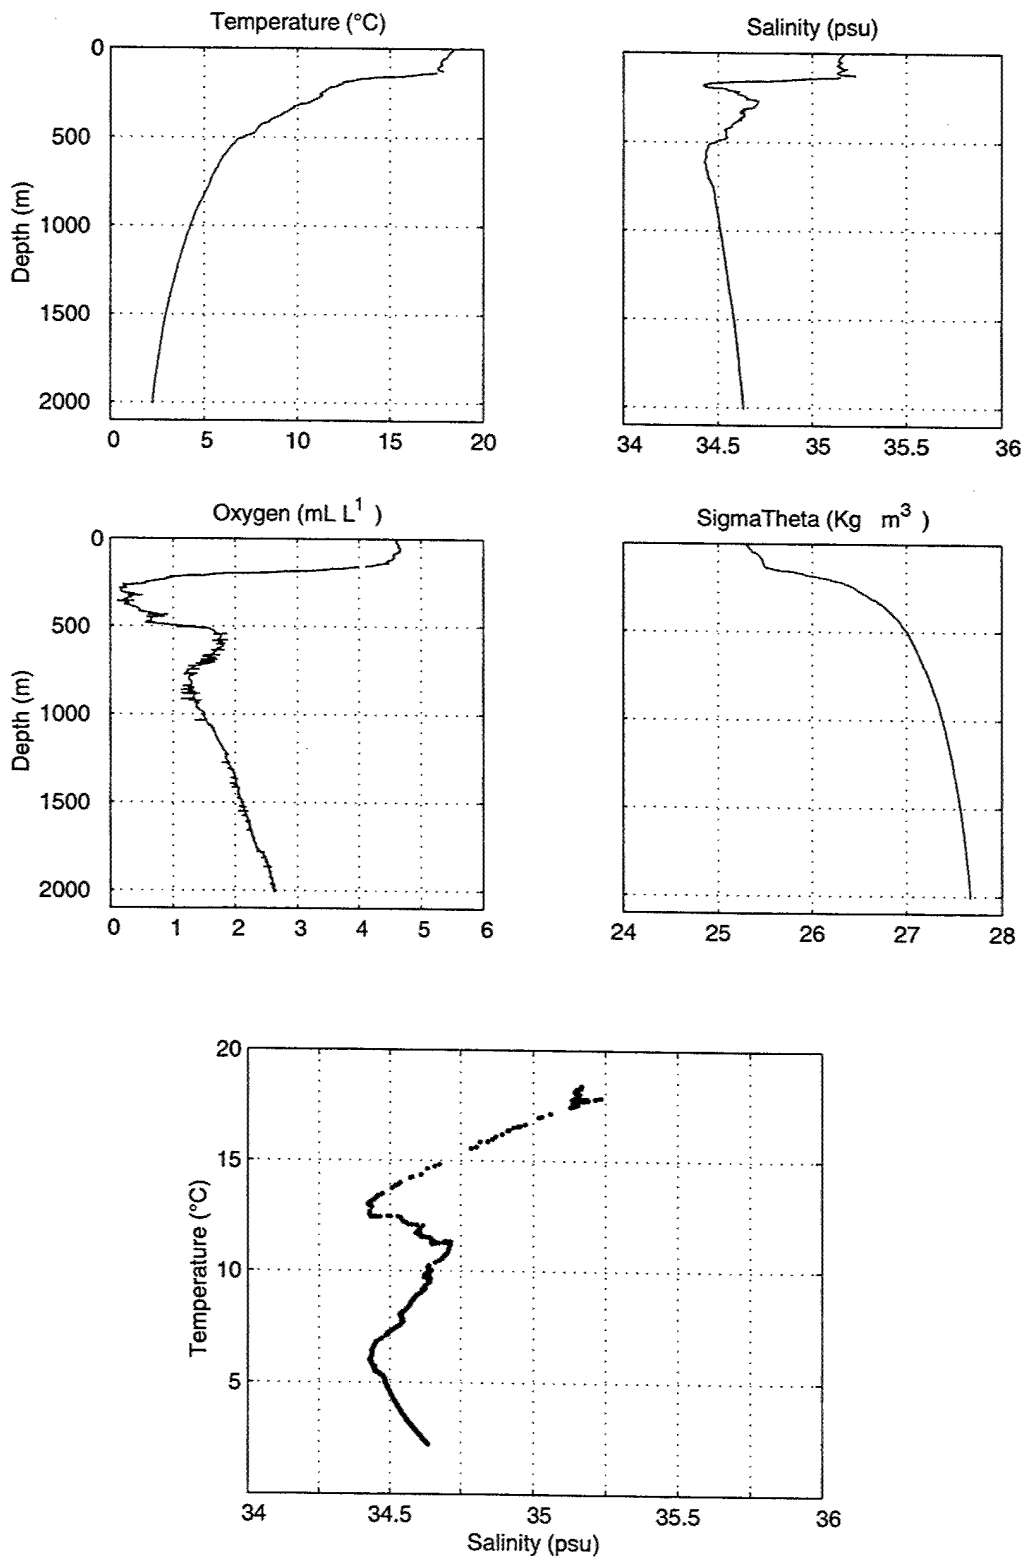 Temperature (°C)
Salinity (psu)
0
500
1000
1500
2000
Depth (m)
0 5 10 15 20
34 34.5 35 35.5 36
Oxygen (mL L1 )
SigmaTheta (Kg m3 )
0
500
1000
1500
2000
Depth (m)
0 1 2 3 4 5 6
24 25 26 27 28
20
15
10
5
Temperature (°C)
34 34.5 35 35.5 36
Salinity (psu)